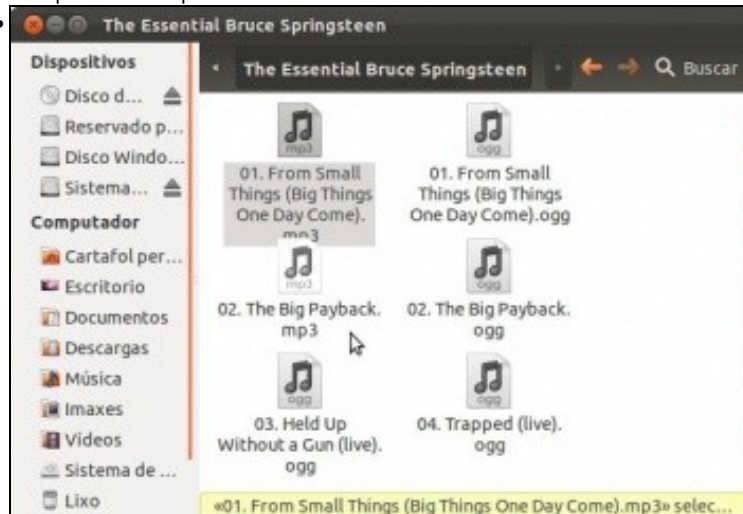 The Essential Bruce Springsteen
Dispositivos
Disco d...
Reservado p...
Disco Windo...
Sistema...
Computador
Cartafol per...
Escritorio
Documentos
Descargas
Música
Imaxes
Vídeos
Sistema de ...
Lixo
The Essential Bruce Springsteen
Buscar
mp3
01. From Small
Things (Big Things
One Day Come).
mp3
ogg
01. From Small
Things (Big Things
One Day Come).ogg
mp3
02. The Big Payback.
mp3
ogg
02. The Big Payback.
ogg
ogg
03. Held Up
Without a Gun (live).
ogg
ogg
04. Trapped (live).
ogg
«01. From Small Things (Big Things One Day Come).mp3» selec...